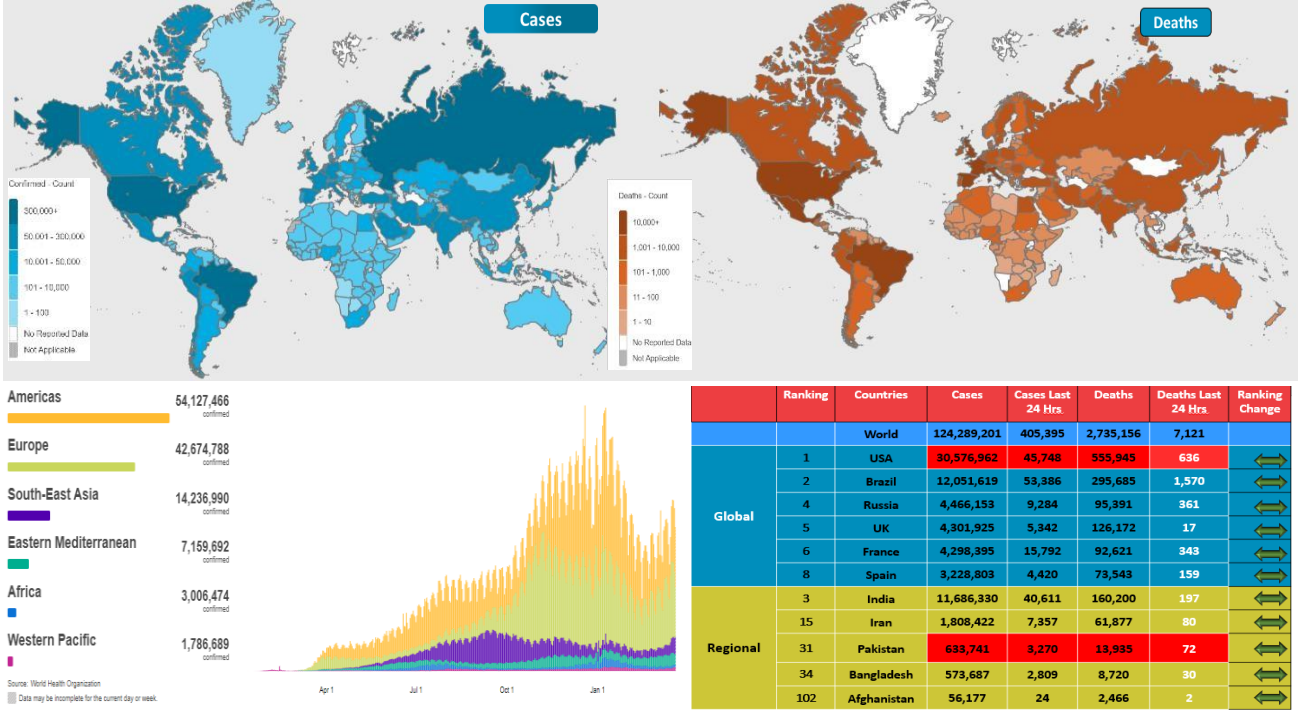 Cases
Deaths
Confirmed - Count
300,000+
50,001 - 300,000
10,001 - 50,000
101 - 10,000
1 - 100
No Reported Data
Not Applicable
Deaths - Count
10,000+
1,001 - 10,000
101 - 1,000
11 - 100
1 - 10
No Reported Data
Not Applicable
Americas 54,127,466
confirmed
Europe 42,674,788
confirmed
South-East Asia 14,236,990
confirmed
Eastern Mediterranean 7,159,692
confirmed
Africa 3,006,474
confirmed
Western Pacific 1,786,689
confirmed
Source: World Health Organization
Data may be incomplete for the current day or week.
Apr 1 Jul 1 Oct 1 Jan 1
Ranking Countries Cases Cases Last 24 Hrs Deaths Deaths Last 24 Hrs Ranking Change
World 124,289,201 405,395 2,735,156 7,121
Global
1 USA 30,576,962 45,748 555,945 636
2 Brazil 12,051,619 53,386 295,685 1,570
4 Russia 4,466,153 9,284 95,391 361
5 UK 4,301,925 5,342 126,172 17
6 France 4,298,395 15,792 92,621 343
8 Spain 3,228,803 4,420 73,543 159
Regional
3 India 11,686,330 40,611 160,200 197
15 Iran 1,808,422 7,357 61,877 80
31 Pakistan 633,741 3,270 13,935 72
34 Bangladesh 573,687 2,809 8,720 30
102 Afghanistan 56,177 24 2,466 2